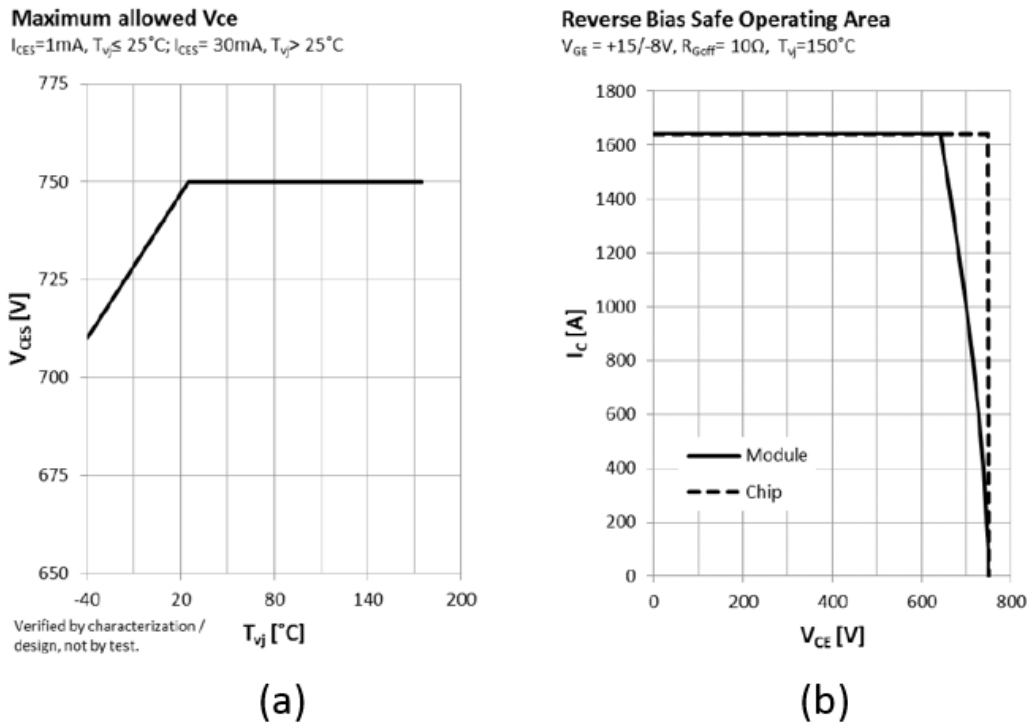 Maximum allowed Vce
I_CES=1mA, T_vj≤ 25°C; I_CES= 30mA, T_vj> 25°C
775
750
725
700
675
650
V_CES [V]
-40 20 80 140 200
T_vj [°C]
Verified by characterization /
design, not by test.
(a)
Reverse Bias Safe Operating Area
V_GE = +15/-8V, R_Goff= 10Ω, T_vj=150°C
1800
1600
1400
1200
1000
800
600
400
200
0
I_C [A]
Module
Chip
0 200 400 600 800
V_CE [V]
(b)